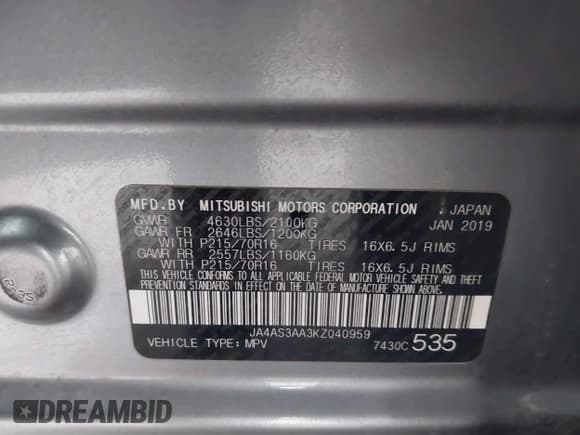 MFD.BY MITSUBISHI MOTORS CORPORATION . JAPAN
GVWR 4630LBS/2100KG JAN 2019
GAWR FR 2646LBS/1200KG
WITH P215/70R16 TIRES 16X6.5J RIMS
GAWR RR 2557LBS/1160KG
WITH P215/70R16 TIRES 16X6.5J RIMS
THIS VEHICLE CONFORMS TO ALL APPLICABLE FEDERAL MOTOR VEHICLE SAFETY AND THEFT
PREVENTION STANDARDS IN EFFECT ON THE DATE OF MANUFACTURE SHOWN ABOVE.
JA4AS3AA3KZ040959
VEHICLE TYPE: MPV 7430C 535
DREAMBID